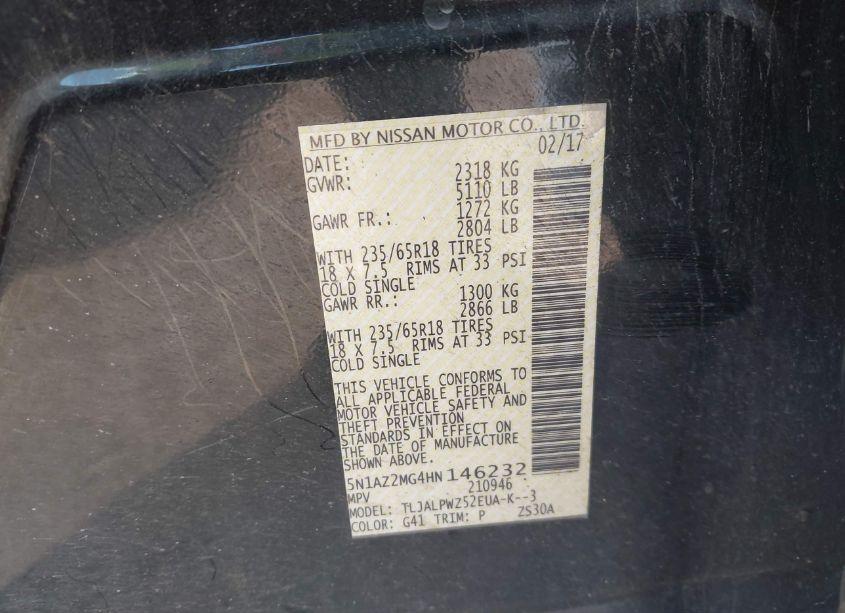 MFD BY NISSAN MOTOR CO., LTD.
DATE: 02/17
GVWR: 2318 KG
5110 LB
GAWR FR.: 1272 KG
2804 LB
WITH 235/65R18 TIRES
18 X 7.5 RIMS AT 33 PSI
COLD SINGLE
GAWR RR.: 1300 KG
2866 LB
WITH 235/65R18 TIRES
18 X 7.5 RIMS AT 33 PSI
COLD SINGLE
THIS VEHICLE CONFORMS TO
ALL APPLICABLE FEDERAL
MOTOR VEHICLE SAFETY AND
THEFT PREVENTION
STANDARDS IN EFFECT ON
THE DATE OF MANUFACTURE
SHOWN ABOVE.
5N1AZ2MG4HN146232
MPV 210946
MODEL: TLJALPWZ52EUA-K--3
COLOR: G41 TRIM: P ZS30A